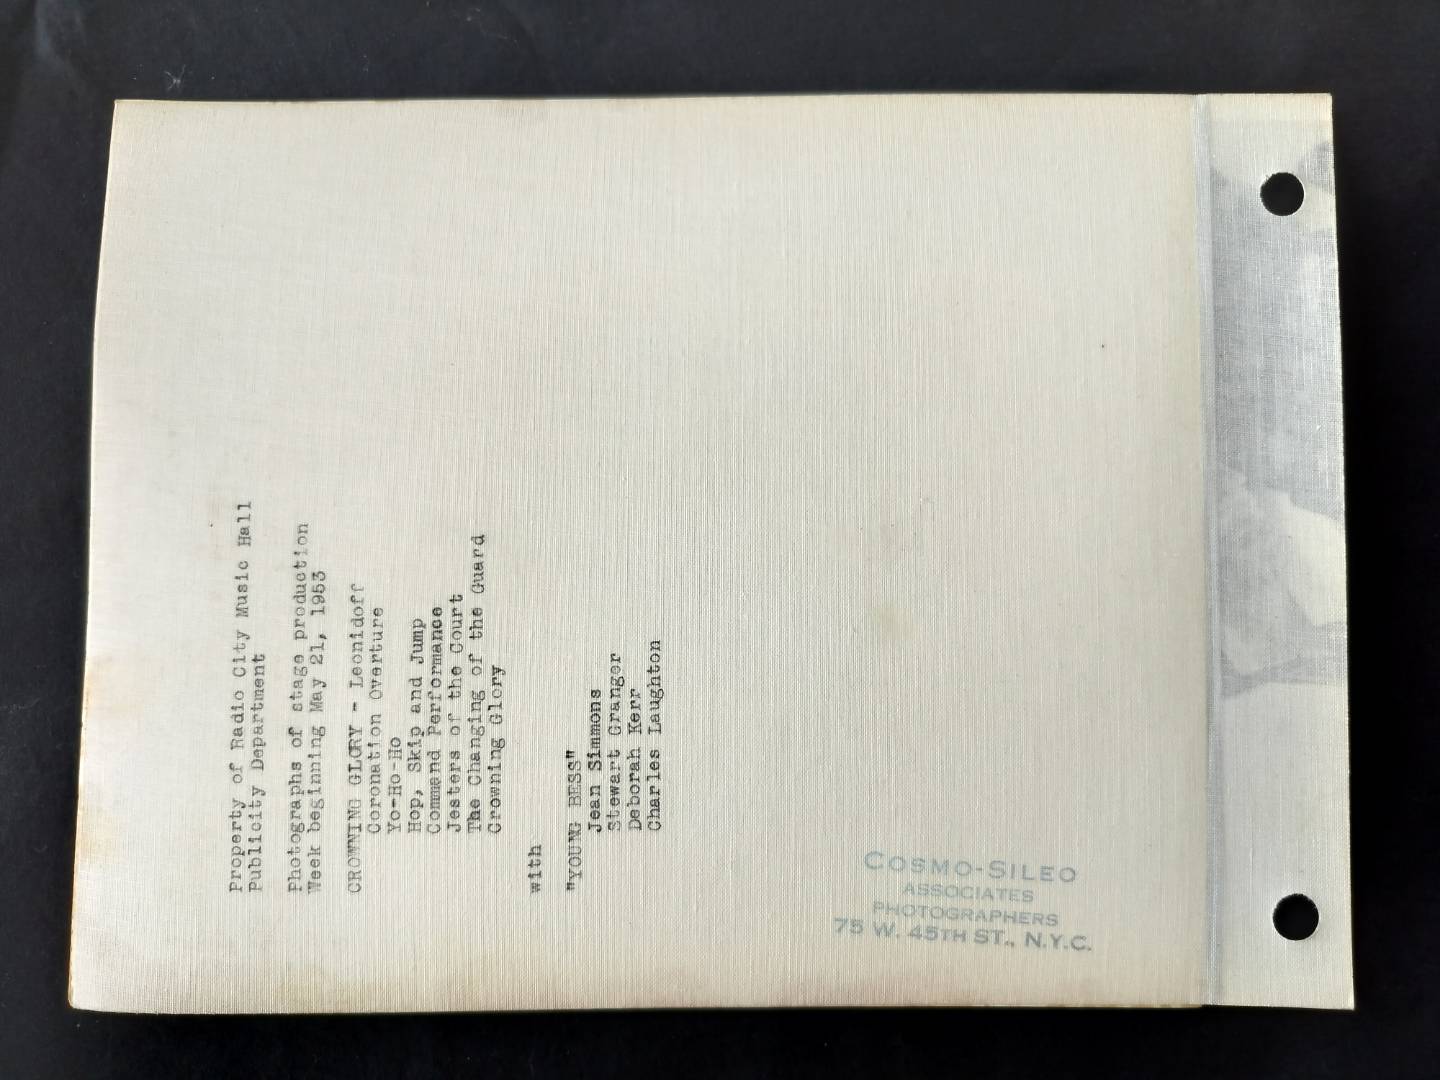 Property of Radio City Music Hall
Publicity Department
Photographs of stage production
Week beginning May 21, 1953
CROWNING GLORY - Leonidoff
Coronation Overture
Yo-Ho-Ho
Hop, Skip and Jump
Command Performance
Jesters of the Court
The Changing of the Guard
Crowning Glory
with
"YOUNG BESS"
Jean Simmons
Stewart Granger
Deborah Kerr
Charles Laughton
COSMO-SILEO
ASSOCIATES
PHOTOGRAPHERS
75 W. 45TH ST., N.Y.C.